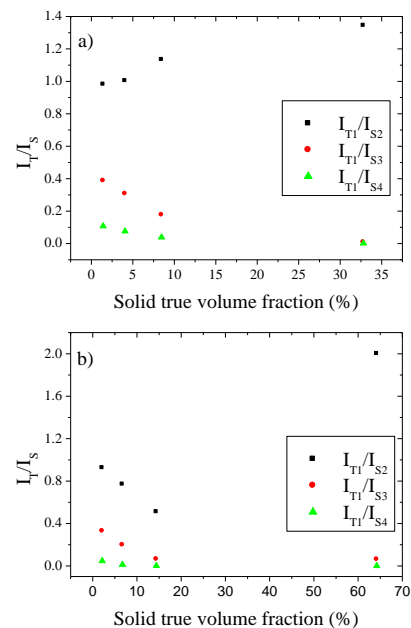 a)
1.4
1.2
1.0
0.8
0.6
0.4
0.2
0.0
I_T/I_S
I_T1/I_S2
I_T1/I_S3
I_T1/I_S4
0 5 10 15 20 25 30 35
Solid true volume fraction (%)
b)
2.0
1.6
1.2
0.8
0.4
0.0
I_T/I_S
I_T1/I_S2
I_T1/I_S3
I_T1/I_S4
0 10 20 30 40 50 60 70
Solid true volume fraction (%)